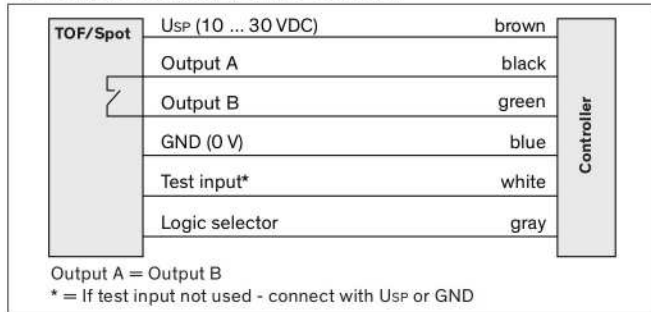 TOF/Spot
USP (10 ... 30 VDC) brown
Output A black
Output B green
GND (0 V) blue
Test input* white
Logic selector gray
Controller
Output A = Output B
* = If test input not used - connect with USP or GND